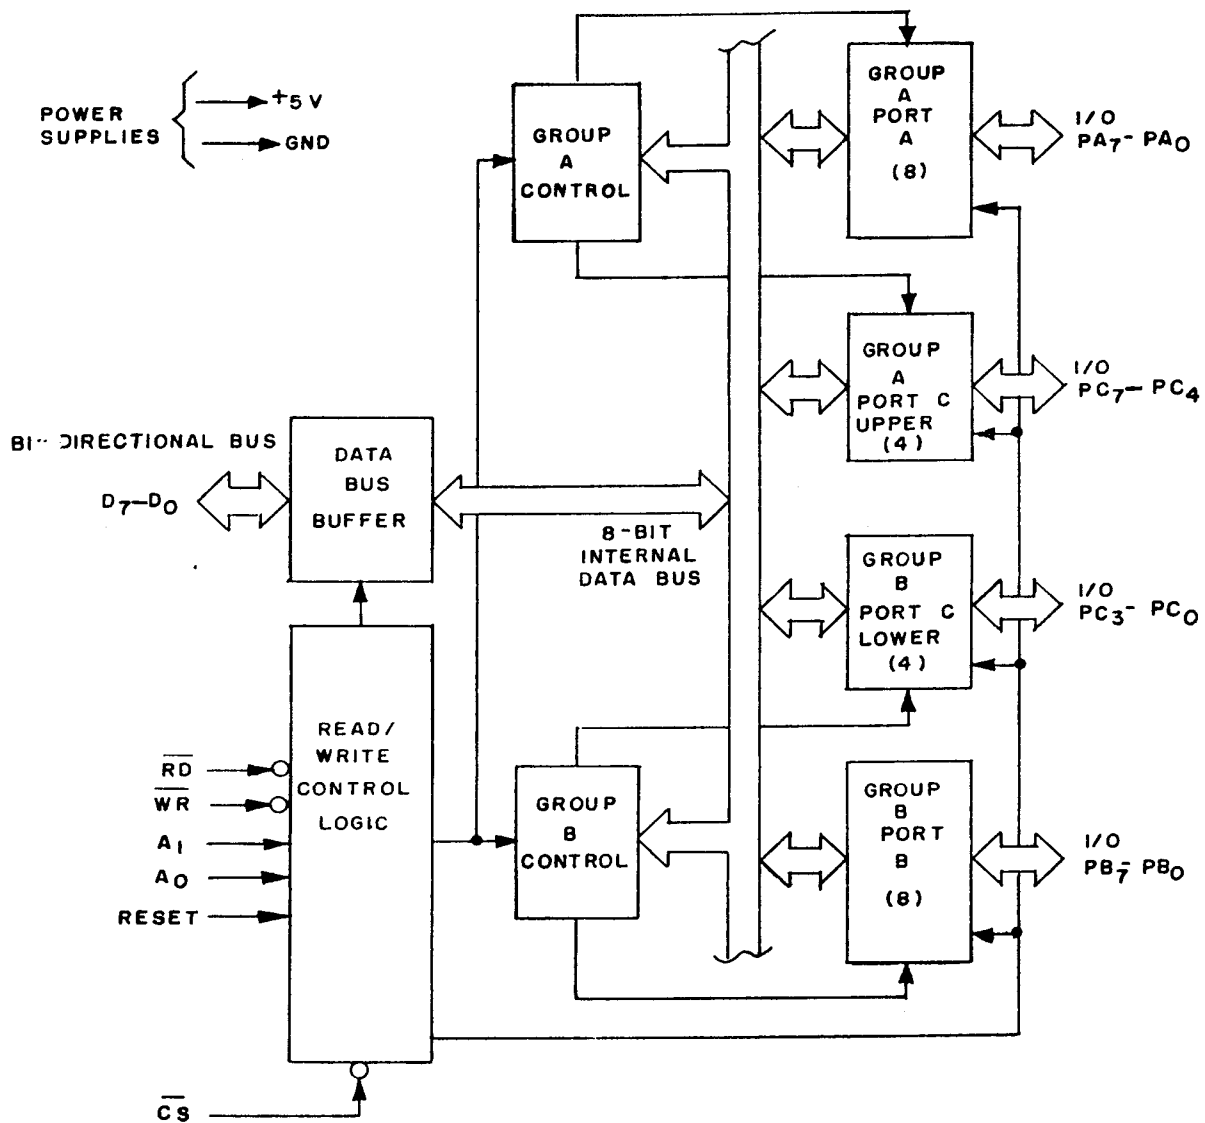 POWER
SUPPLIES
+5 V
GND
GROUP
A
CONTROL
GROUP
A
PORT
A
(8)
I/O
PA7- PA0
GROUP
A
PORT C
UPPER
(4)
I/O
PC7- PC4
BI- DIRECTIONAL BUS
D7-D0
DATA
BUS
BUFFER
8-BIT
INTERNAL
DATA BUS
GROUP
B
PORT C
LOWER
(4)
I/O
PC3- PC0
READ/
WRITE
CONTROL
LOGIC
RD
WR
A1
A0
RESET
CS
GROUP
B
CONTROL
GROUP
B
PORT
B
(8)
I/O
PB7- PB0